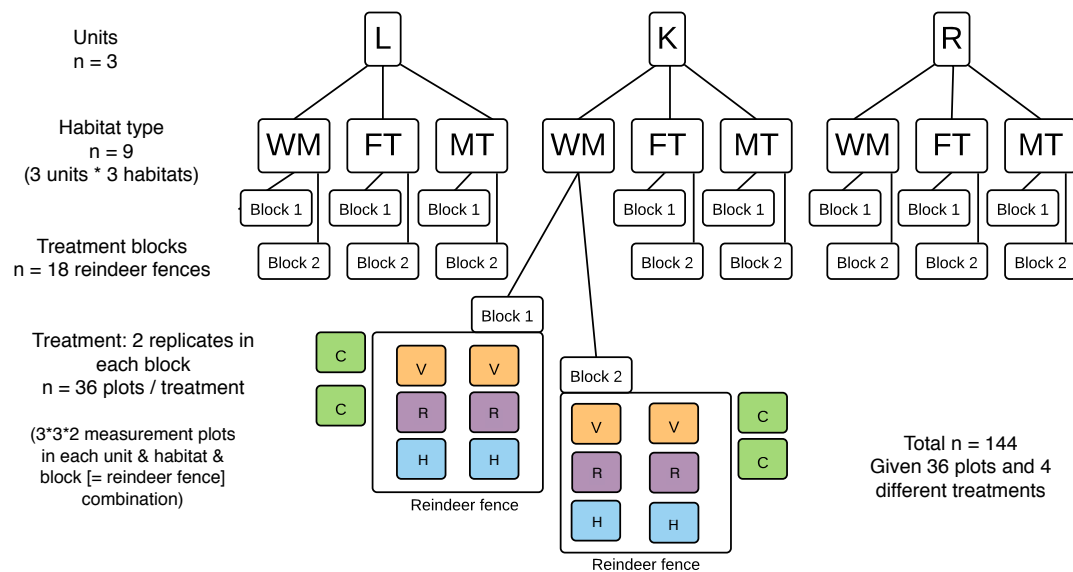 Units
n = 3
L
K
R
Habitat type
n = 9
(3 units * 3 habitats)
WM
FT
MT
WM
FT
MT
WM
FT
MT
Block 1
Block 1
Block 1
Block 1
Block 1
Block 1
Block 1
Block 1
Treatment blocks
n = 18 reindeer fences
Block 2
Block 2
Block 2
Block 2
Block 2
Block 2
Block 2
Block 2
Treatment: 2 replicates in
each block
n = 36 plots / treatment
(3*3*2 measurement plots
in each unit & habitat &
block [= reindeer fence]
combination)
Block 1
C
C
V
V
R
R
H
H
Reindeer fence
Block 2
V
V
R
R
H
H
C
C
Reindeer fence
Total n = 144
Given 36 plots and 4
different treatments